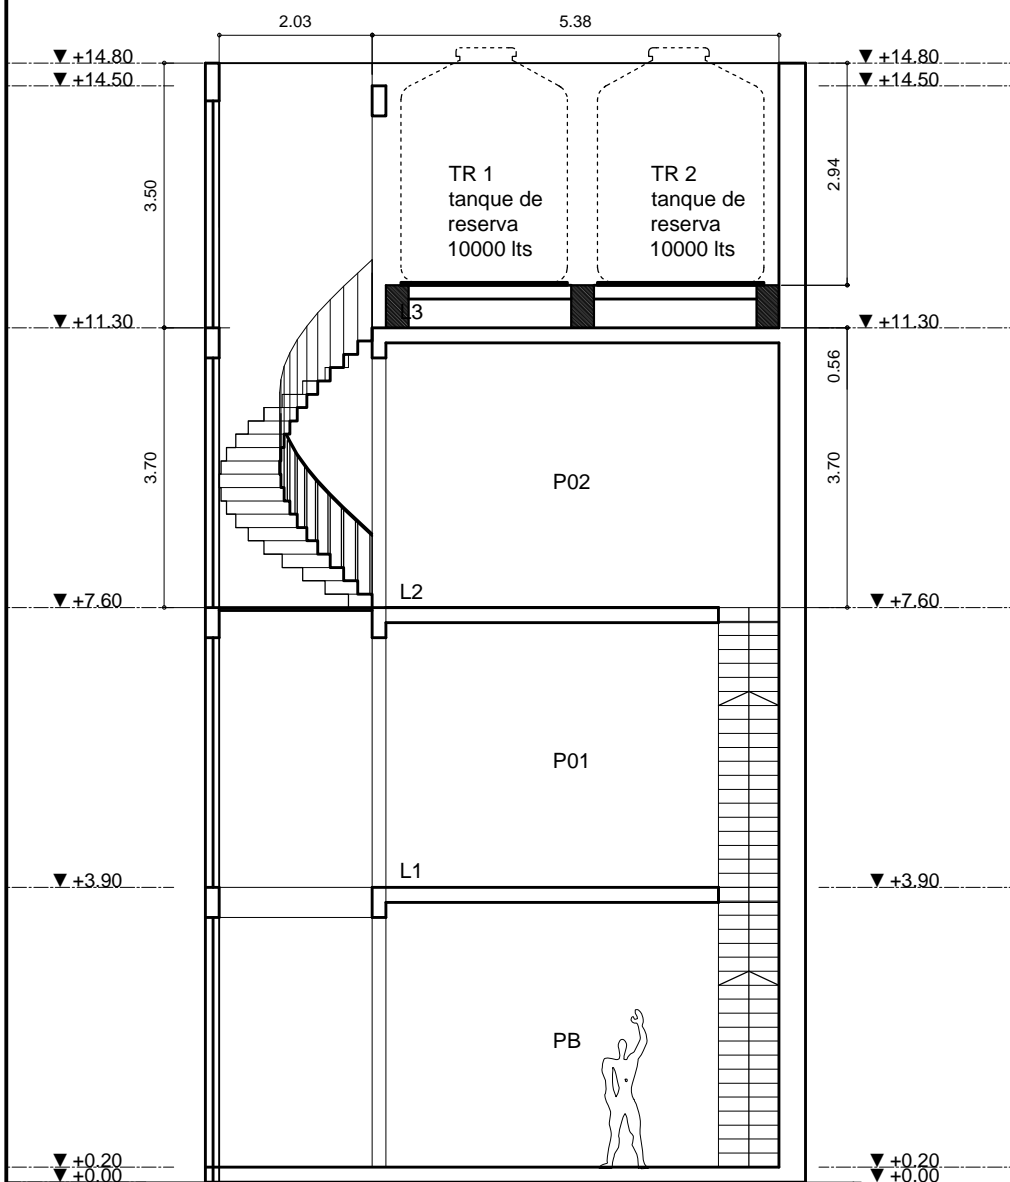 2.03
5.38
▼ +14.80
▼ +14.80
▼ +14.50
▼ +14.50
3.50
2.94
TR 1
tanque de
reserva
10000 lts
TR 2
tanque de
reserva
10000 lts
L3
▼ +11.30
▼ +11.30
0.56
3.70
3.70
P02
L2
▼ +7.60
▼ +7.60
P01
L1
▼ +3.90
▼ +3.90
PB
▼ +0.20
▼ +0.20
▼ +0.00
▼ +0.00